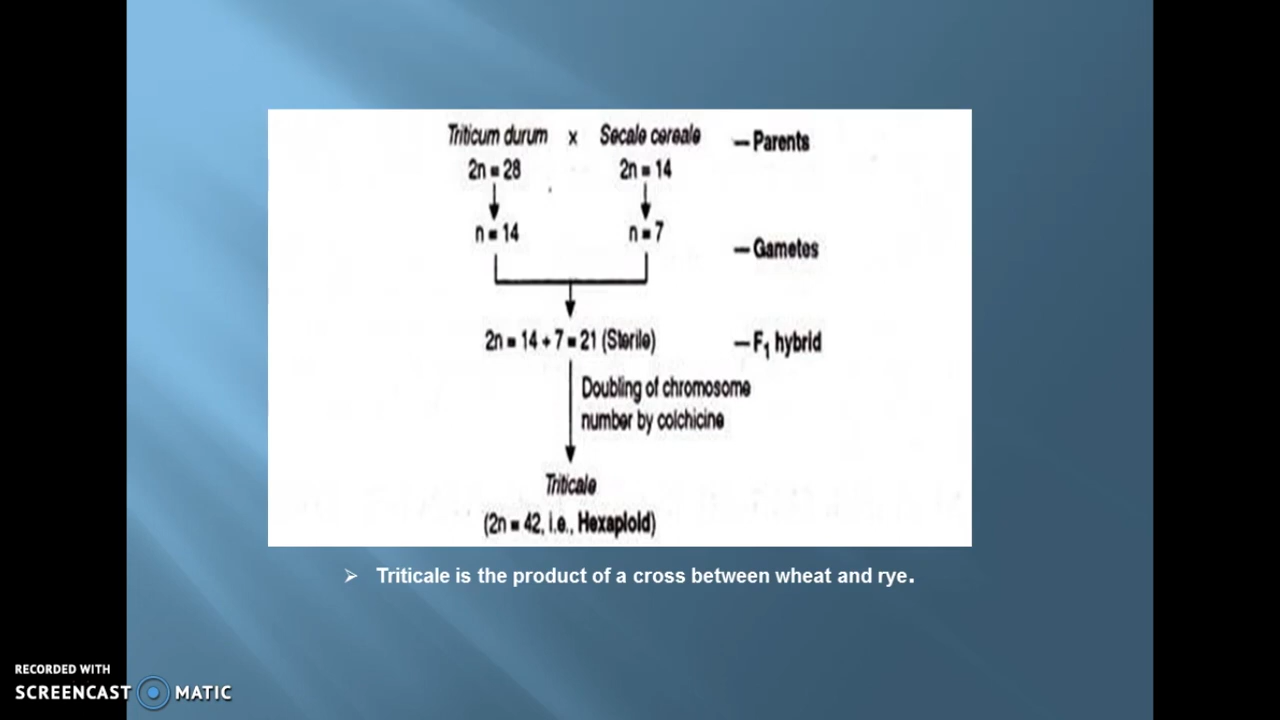 Triticum durum x Secale cereale — Parents
2n = 28 2n = 14
n = 14 n = 7
— Gametes
2n = 14 + 7 = 21 (Sterile) — F₁ hybrid
Doubling of chromosome
number by colchicine
Triticale
(2n = 42, i.e., Hexaploid)
➢ Triticale is the product of a cross between wheat and rye.
RECORDED WITH
SCREENCAST MATIC